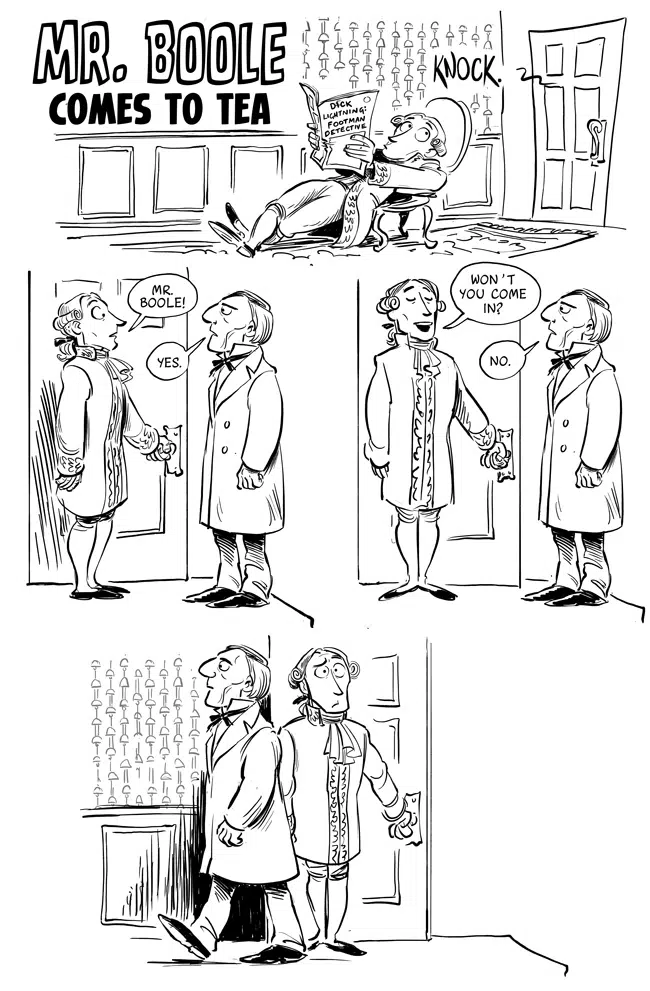 MR. BOOLE
COMES TO TEA
KNOCK.
DICK
LIGHTNING:
FOOTMAN
DETECTIVE
MR.
BOOLE!
YES.
WON'T
YOU COME
IN?
NO.